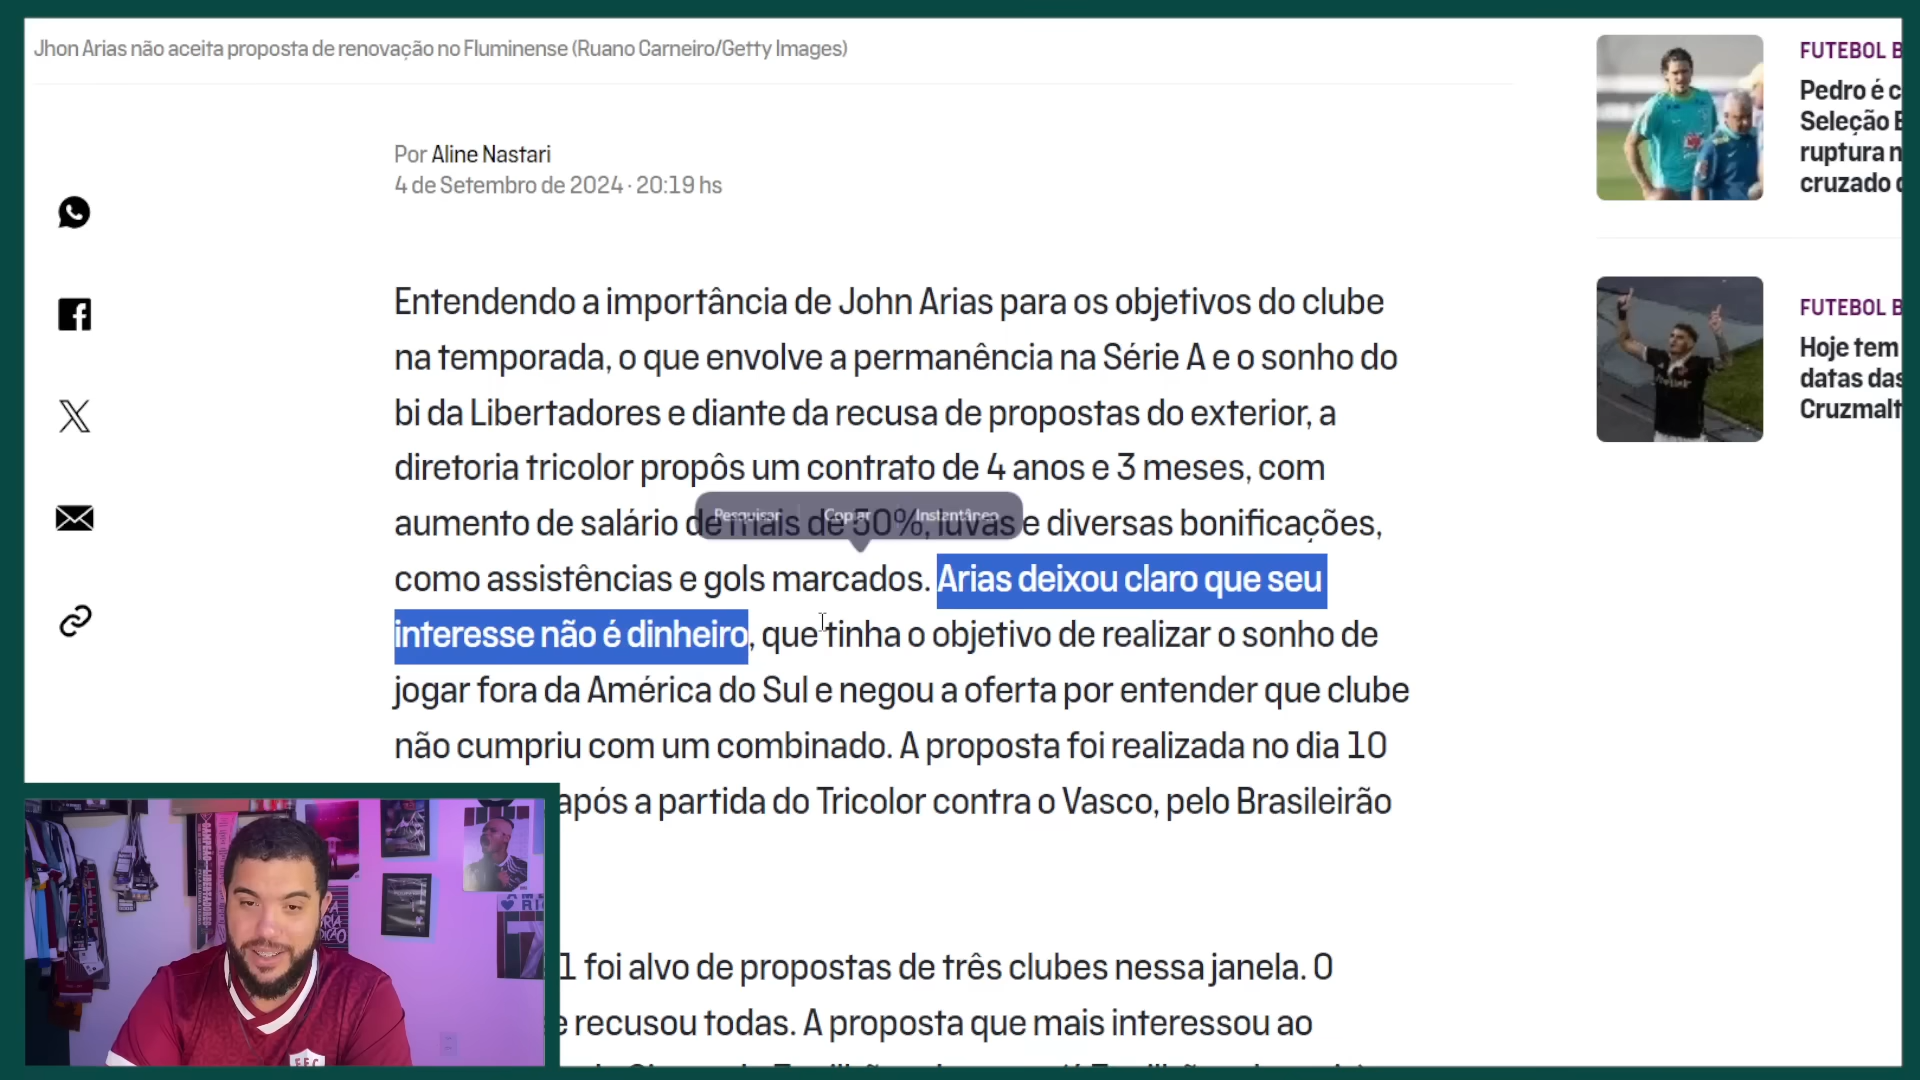 Jhon Arias não aceita proposta de renovação no Fluminense (Ruano Carneiro/Getty Images)
Por Aline Nastari
4 de Setembro de 2024 · 20:19 hs
Entendendo a importância de John Arias para os objetivos do clube
na temporada, o que envolve a permanência na Série A e o sonho do
bi da Libertadores e diante da recusa de propostas do exterior, a
diretoria tricolor propôs um contrato de 4 anos e 3 meses, com
aumento de salário de mais de 50%, luvas e diversas bonificações,
Pesquisar Copiar Instantâneo
como assistências e gols marcados. Arias deixou claro que seu
interesse não é dinheiro, que tinha o objetivo de realizar o sonho de
jogar fora da América do Sul e negou a oferta por entender que clube
não cumpriu com um combinado. A proposta foi realizada no dia 10
após a partida do Tricolor contra o Vasco, pelo Brasileirão
1 foi alvo de propostas de três clubes nessa janela. O
e recusou todas. A proposta que mais interessou ao
FUTEBOL B
Pedro é c
Seleção B
ruptura n
cruzado d
FUTEBOL B
Hoje tem
datas das
Cruzmalt
FFC